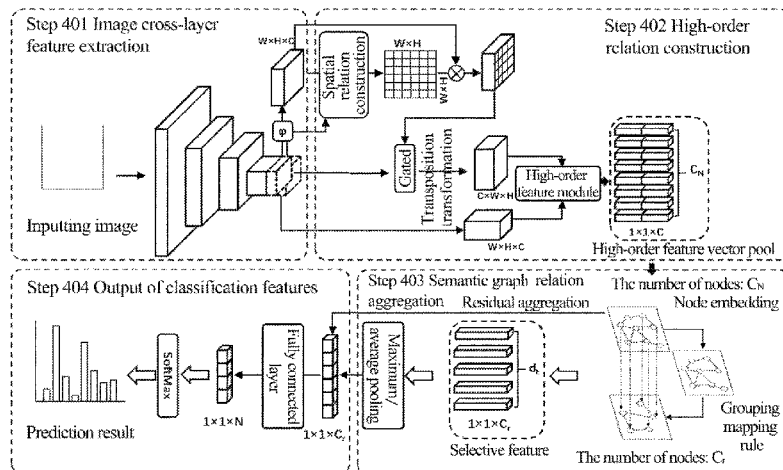 Step 401 Image cross-layer
feature extraction
Inputting image
W×H×C
φ
Spatial
relation
construction
W×H
W×H
Step 402 High-order
relation construction
Gated
Transposition
transformation
C×W×H
W×H×C
High-order
feature module
C_N
1×1×C
High-order feature vector pool
Step 404 Output of classification features
Prediction result
SoftMax
1×1×N
Fully connected
layer
1×1×C_r
Step 403 Semantic graph relation
aggregation
Residual aggregation
Maximum/
average pooling
1×1×C_r
Selective feature
The number of nodes: C_N
Node embedding
Grouping
mapping
rule
The number of nodes: C_r